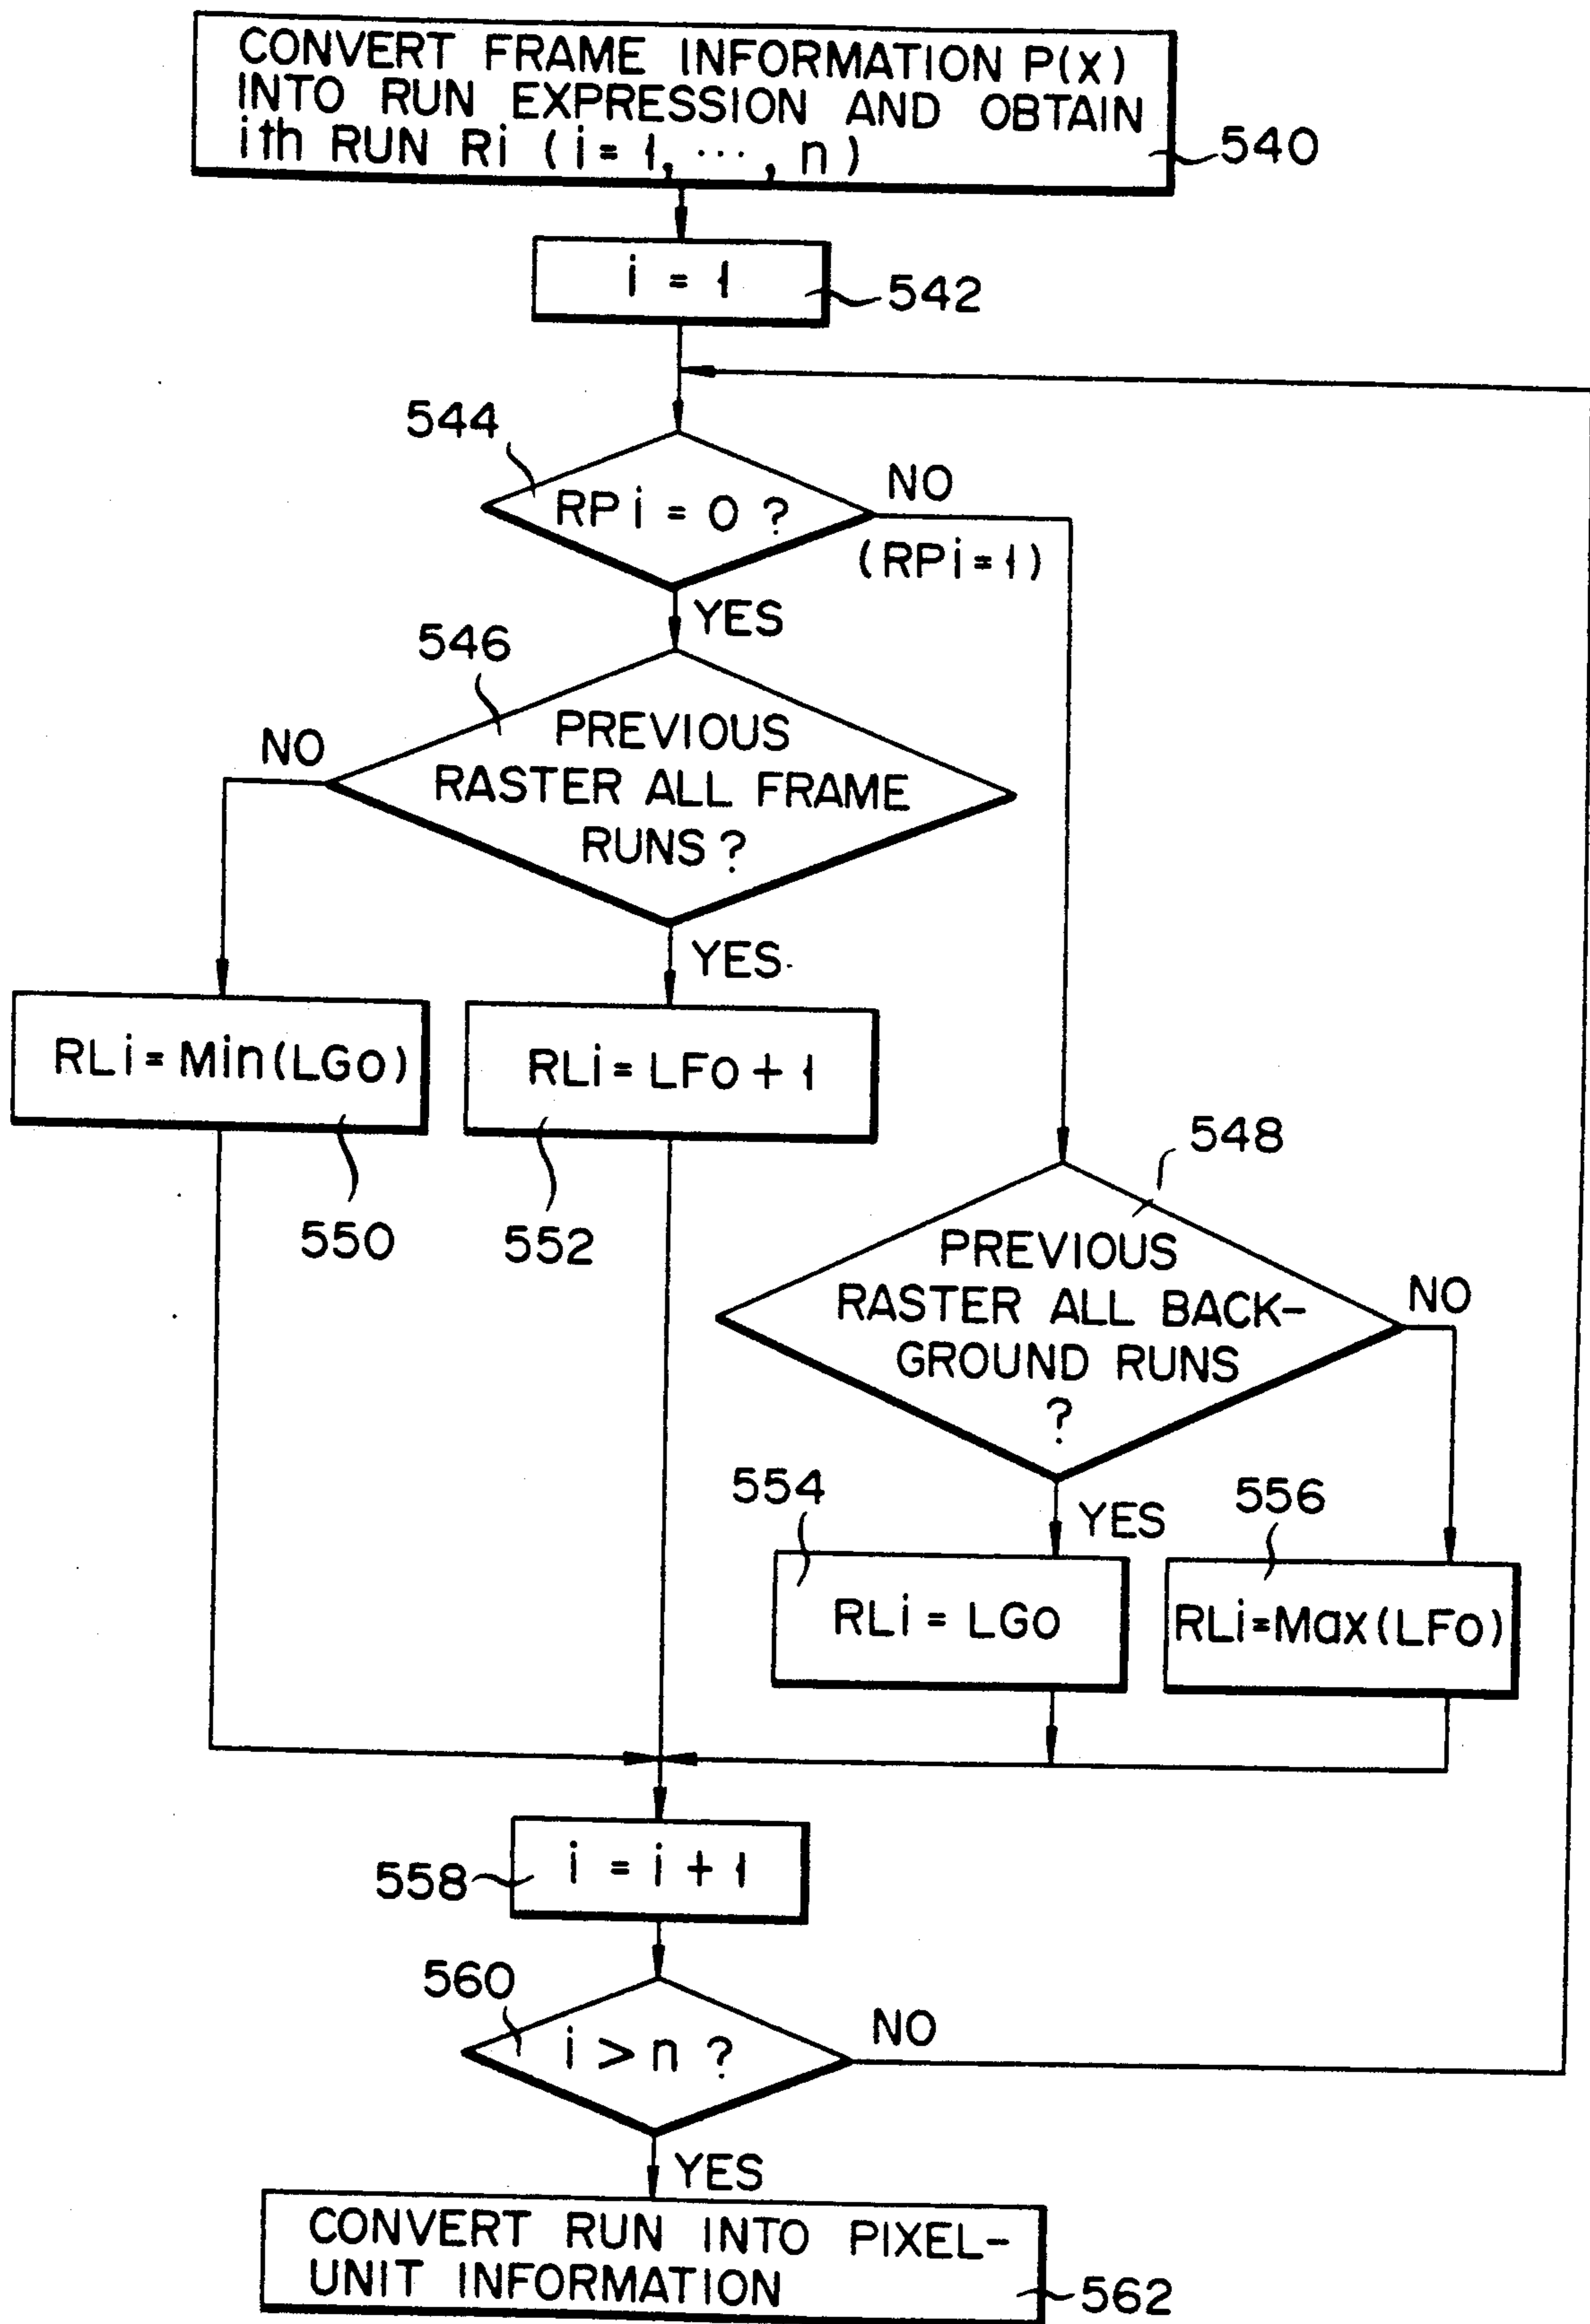 CONVERT FRAME INFORMATION P(x)
INTO RUN EXPRESSION AND OBTAIN
ith RUN Ri (i=1, ..., n)
540
i = 1
542
544
RPi = 0 ?
NO
(RPi=1)
YES
546
PREVIOUS
RASTER ALL FRAME
RUNS ?
NO
YES
RLi=Min(LGo)
RLi=LFo+1
550
552
548
PREVIOUS
RASTER ALL BACK-
GROUND RUNS
?
NO
554
YES
556
RLi = LGo
RLi=Max(LFo)
558
i = i + 1
560
i > n ?
NO
YES
CONVERT RUN INTO PIXEL-
UNIT INFORMATION
562